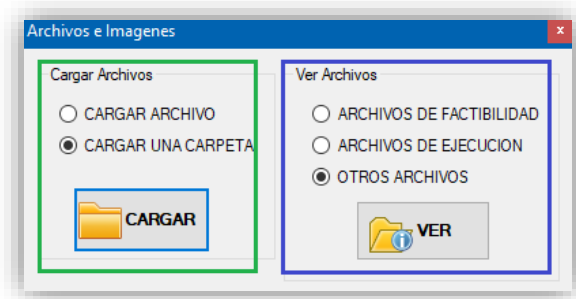 Archivos e Imagenes
x
Cargar Archivos
CARGAR ARCHIVO
CARGAR UNA CARPETA
CARGAR
Ver Archivos
ARCHIVOS DE FACTIBILIDAD
ARCHIVOS DE EJECUCION
OTROS ARCHIVOS
VER